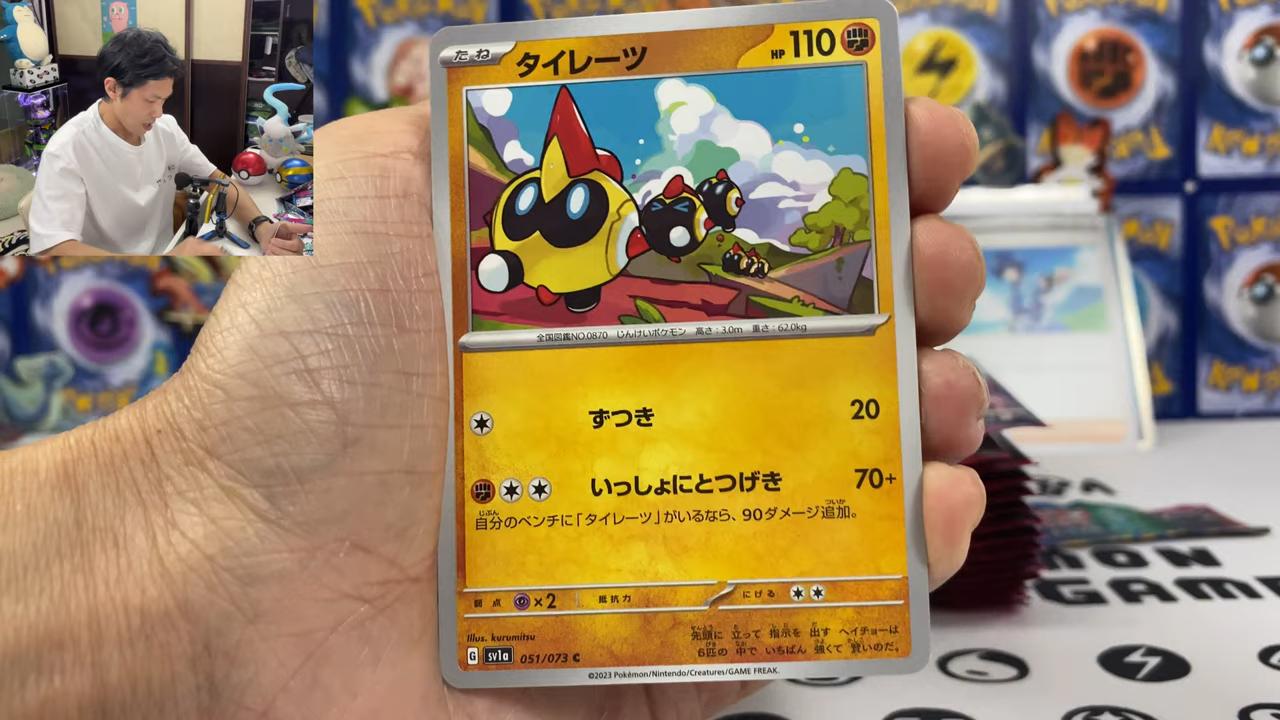 たね タイレーツ HP 110
全国図鑑NO.0870 じんけいポケモン 高さ:3.0m 重さ:62.0kg
ずつき 20
いっしょにとつげき 70+
自分のベンチに「タイレーツ」がいるなら、90ダメージ追加。
弱点 ×2 抵抗力 にげる
Illus. kurumitsu
先頭に立って指示を出すヘイチョーは
6匹の中でいちばん強くて賢いのだ。
G sv1a 051/073 C
©2023 Pokémon/Nintendo/Creatures/GAME FREAK.
MON
GAME